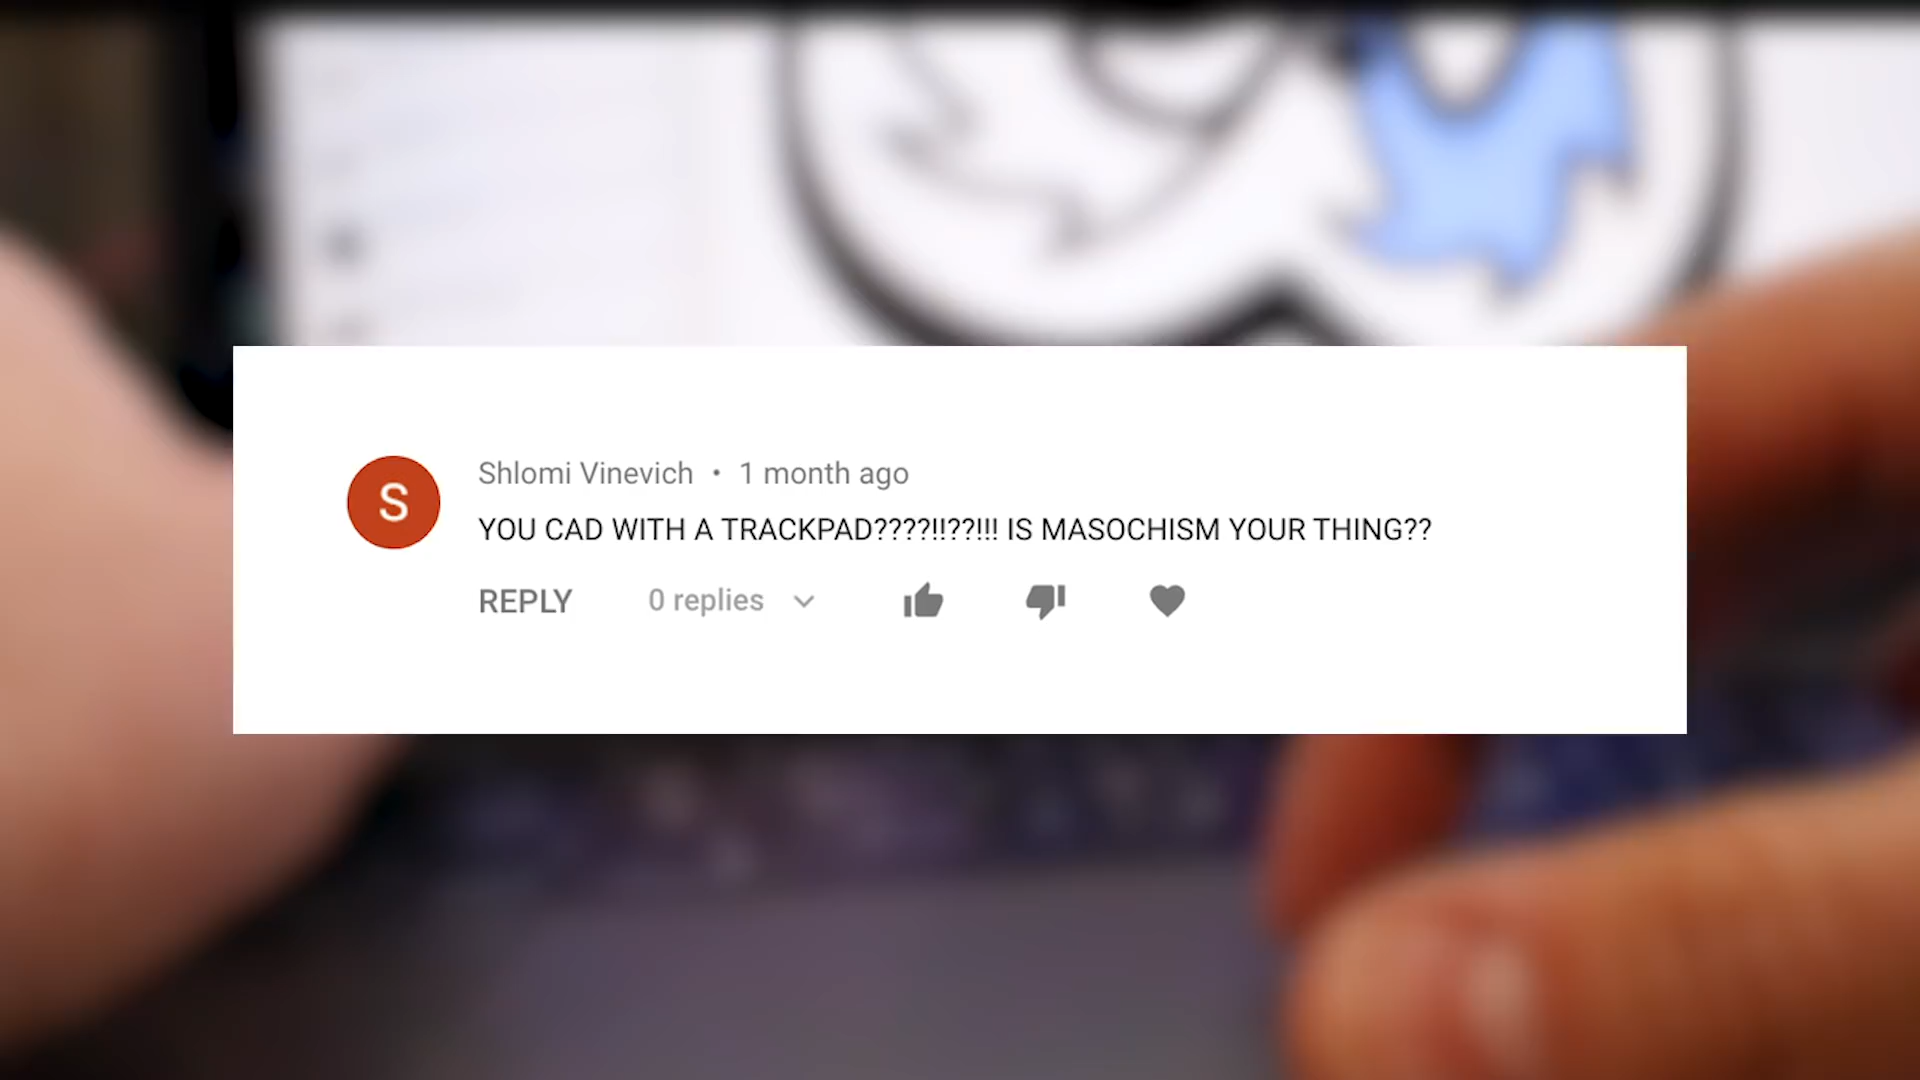 S
Shlomi Vinevich • 1 month ago
YOU CAD WITH A TRACKPAD????!!??!!! IS MASOCHISM YOUR THING??
REPLY 0 replies